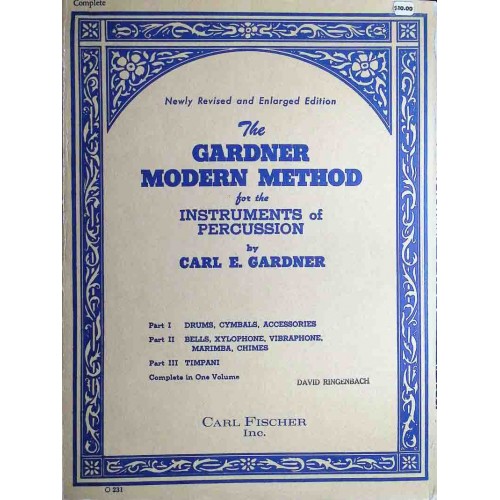 Complete
$10.00
Newly Revised and Enlarged Edition
The
GARDNER
MODERN METHOD
for the
INSTRUMENTS of
PERCUSSION
by
CARL E. GARDNER
Part I DRUMS, CYMBALS, ACCESSORIES
Part II BELLS, XYLOPHONE, VIBRAPHONE,
MARIMBA, CHIMES
Part III TIMPANI
Complete in One Volume
DAVID RINGENBACH
CARL FISCHER
Inc.
O 231